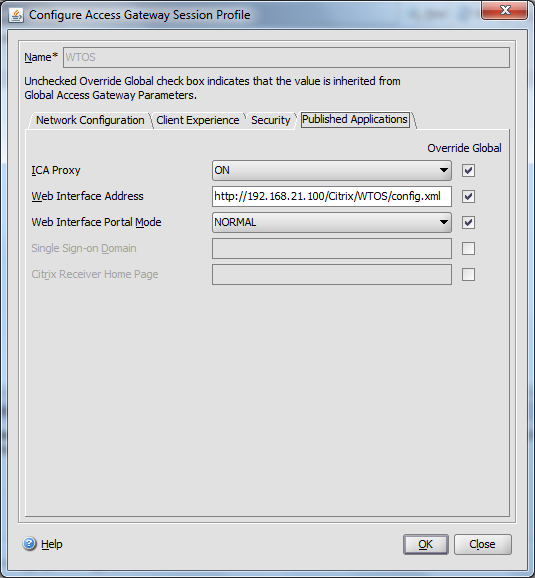 Configure Access Gateway Session Profile
Name* WTOS
Unchecked Override Global check box indicates that the value is inherited from
Global Access Gateway Parameters.
Network Configuration Client Experience Security Published Applications
Override Global
ICA Proxy ON
Web Interface Address http://192.168.21.100/Citrix/WTOS/config.xml
Web Interface Portal Mode NORMAL
Single Sign-on Domain
Citrix Receiver Home Page
? Help OK Close